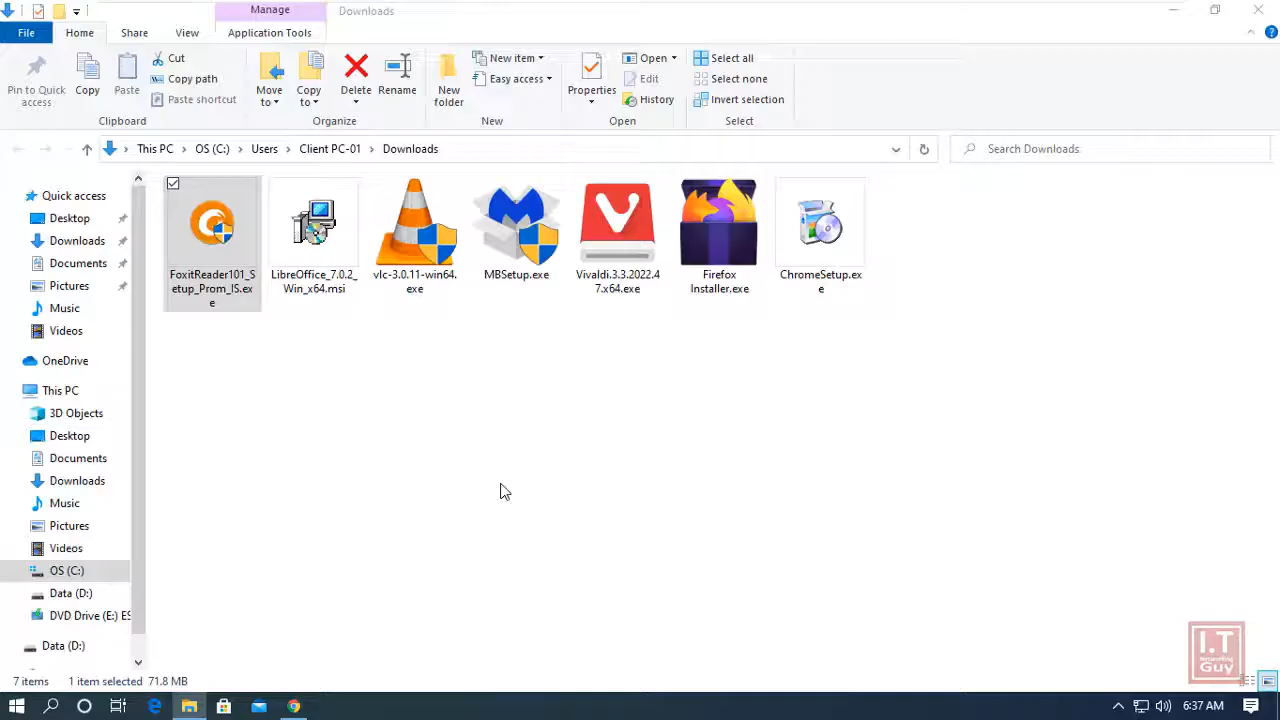 Manage
Downloads
File
Home
Share
View
Application Tools
Pin to Quick
access
Copy
Paste
Cut
Copy path
Paste shortcut
Clipboard
Move
to
Copy
to
Delete
Rename
Organize
New
folder
New item
Easy access
New
Properties
Open
Edit
History
Open
Select all
Select none
Invert selection
Select
This PC
OS (C:)
Users
Client PC-01
Downloads
Search Downloads
Quick access
Desktop
Downloads
Documents
Pictures
Music
Videos
OneDrive
This PC
3D Objects
Desktop
Documents
Downloads
Music
Pictures
Videos
OS (C:)
Data (D:)
DVD Drive (E:) ES
Data (D:)
FoxitReader101_S
etup_Prom_IS.ex
e
LibreOffice_7.0.2_
Win_x64.msi
vlc-3.0.11-win64.
exe
MBSetup.exe
Vivaldi.3.3.2022.4
7.x64.exe
Firefox
Installer.exe
ChromeSetup.ex
e
I.T
Networking
Guy
7 items
1 item selected
71.8 MB
6:37 AM